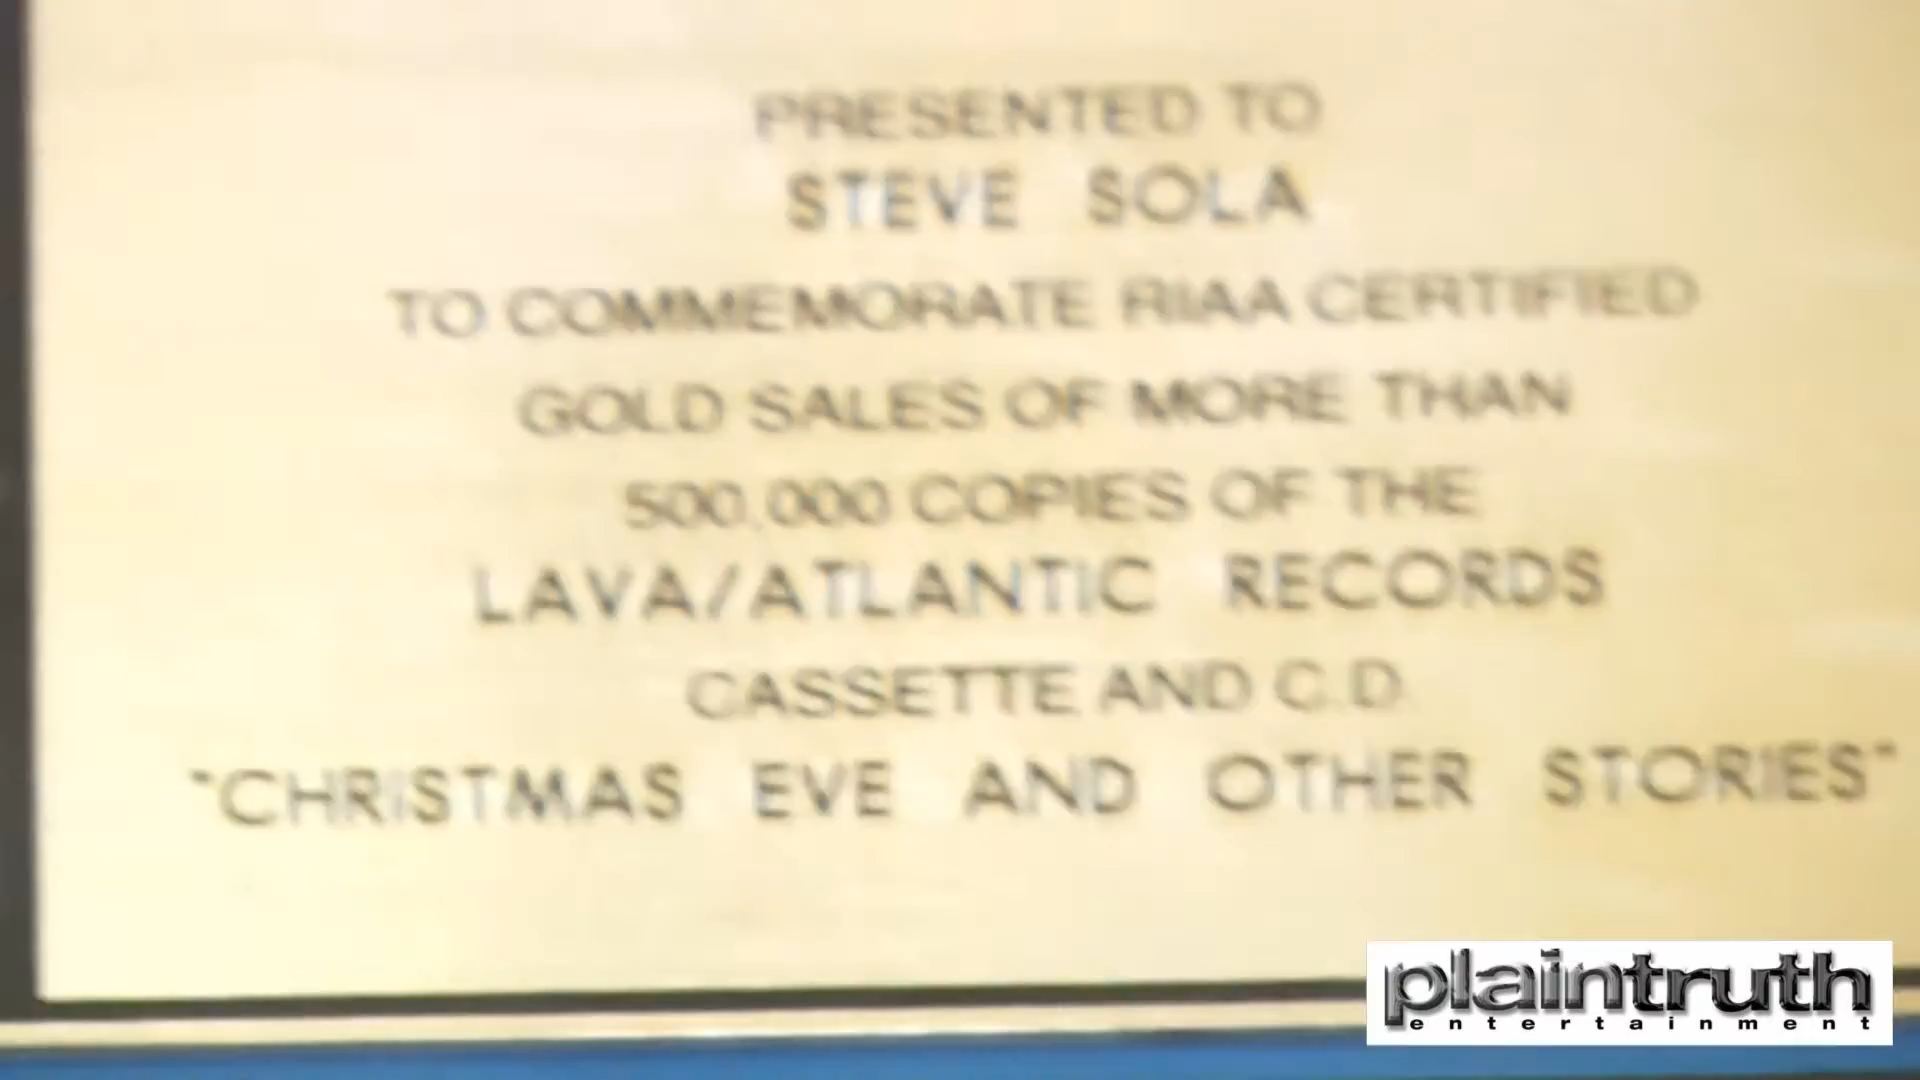 PRESENTED TO
STEVE SOLA
TO COMMEMORATE RIAA CERTIFIED
GOLD SALES OF MORE THAN
500,000 COPIES OF THE
LAVA/ATLANTIC RECORDS
CASSETTE AND C.D.
"CHRISTMAS EVE AND OTHER STORIES"
plaintruth
entertainment